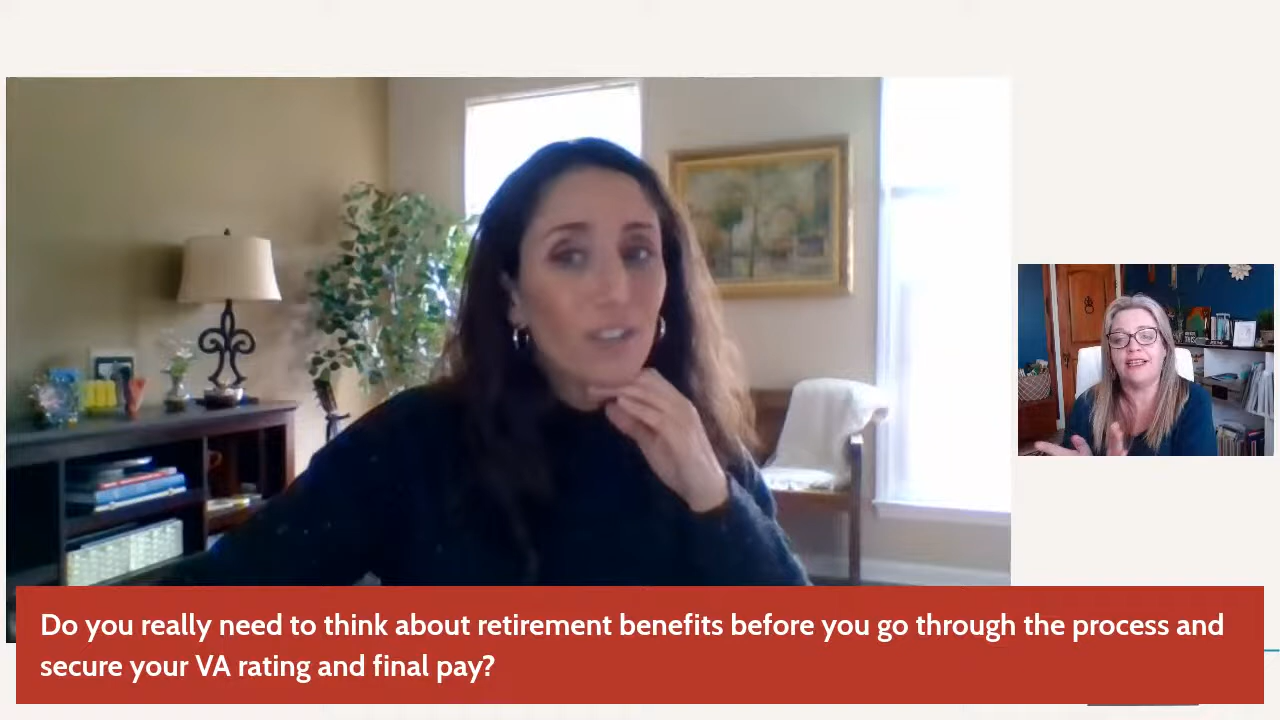 Do you really need to think about retirement benefits before you go through the process and
secure your VA rating and final pay?